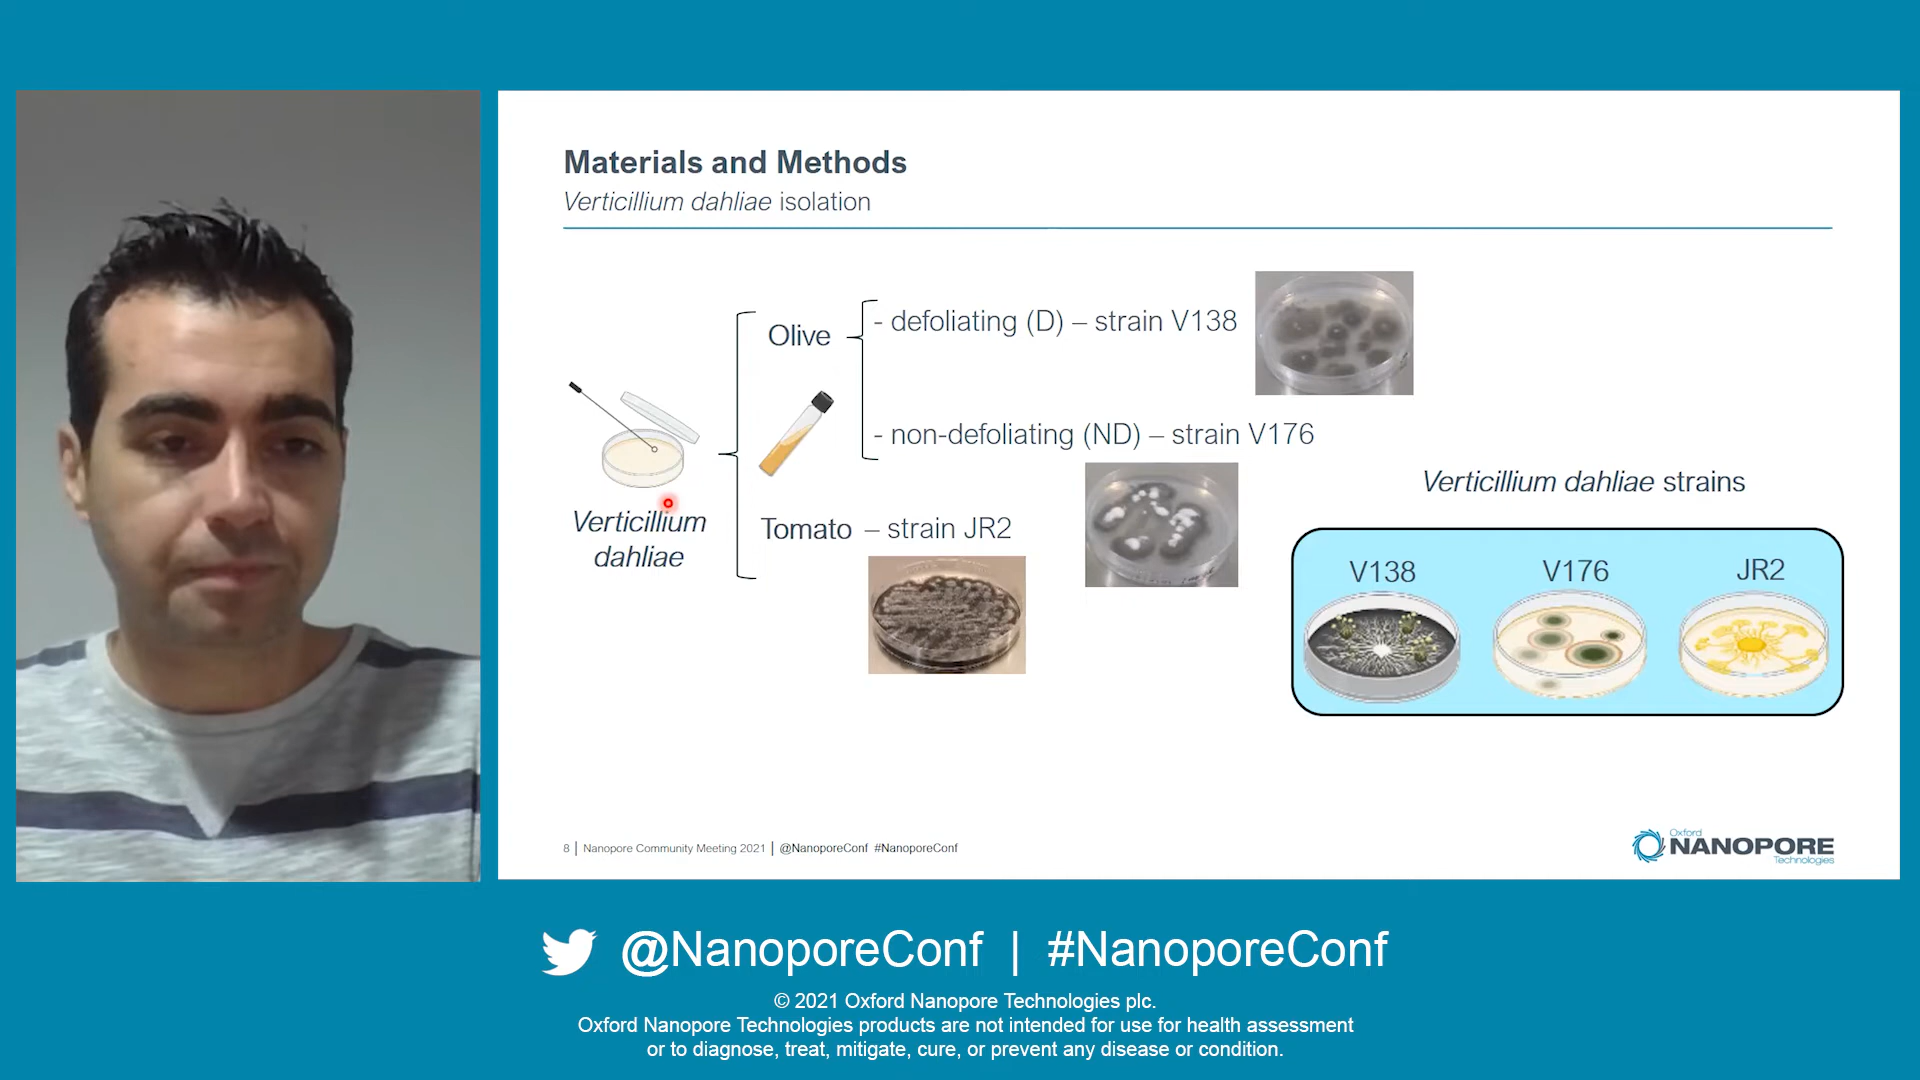 Materials and Methods
Verticillium dahliae isolation
Olive
- defoliating (D) – strain V138
- non-defoliating (ND) – strain V176
Verticillium
dahliae
Tomato – strain JR2
Verticillium dahliae strains
V138
V176
JR2
8 | Nanopore Community Meeting 2021 | @NanoporeConf #NanoporeConf
Oxford
NANOPORE
Technologies
@NanoporeConf | #NanoporeConf
© 2021 Oxford Nanopore Technologies plc.
Oxford Nanopore Technologies products are not intended for use for health assessment
or to diagnose, treat, mitigate, cure, or prevent any disease or condition.